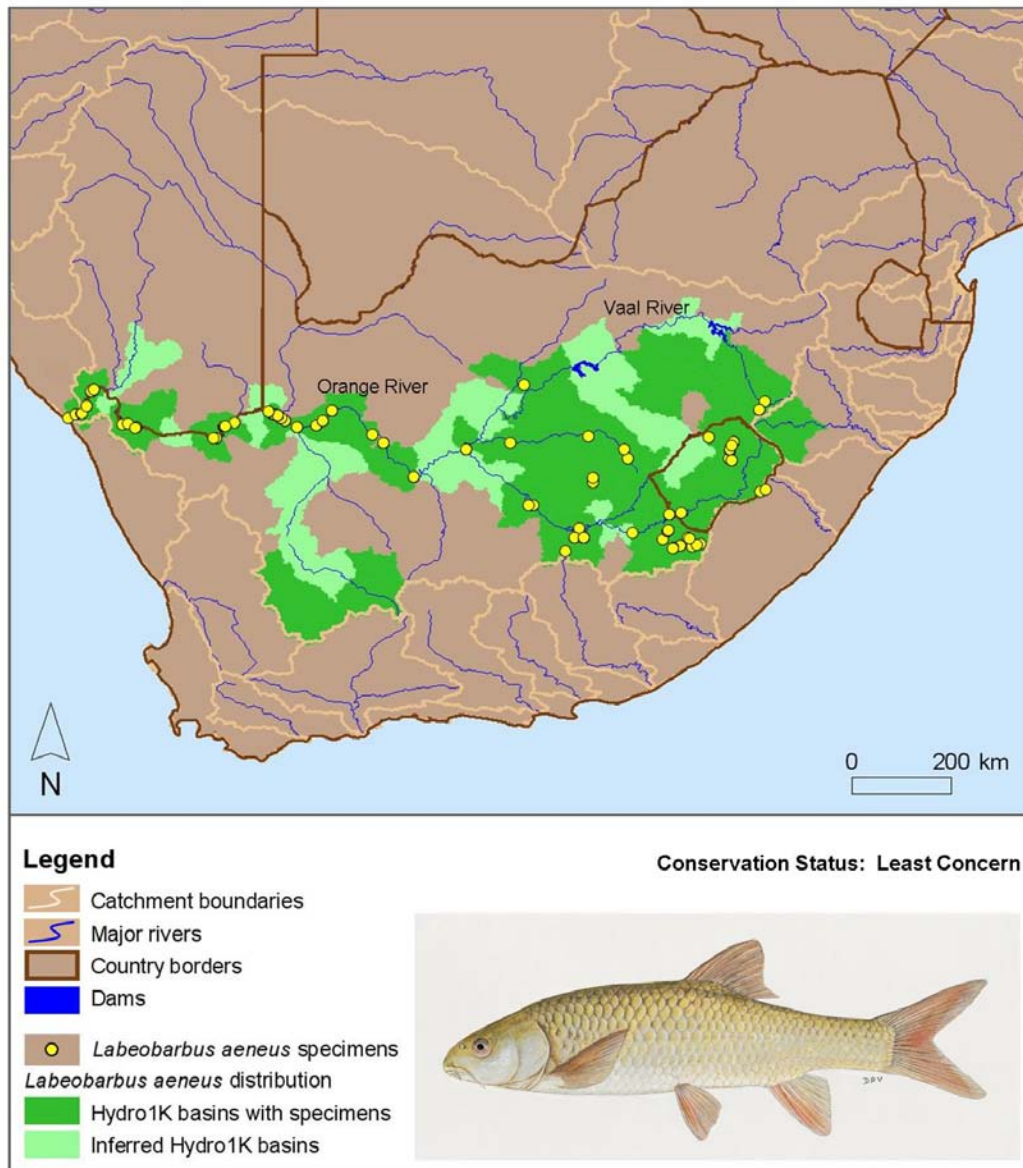 Vaal River
Orange River
N
0 200 km
Legend
Conservation Status: Least Concern
Catchment boundaries
Major rivers
Country borders
Dams
Labeobarbus aeneus specimens
Labeobarbus aeneus distribution
Hydro1K basins with specimens
Inferred Hydro1K basins
DAV